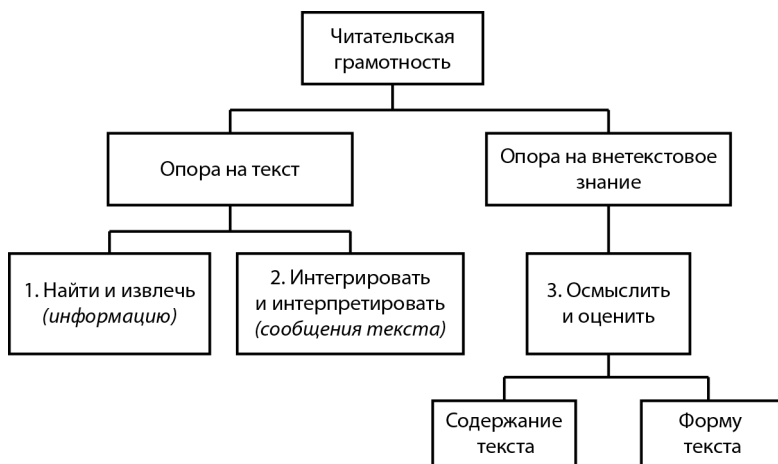 Читательская
грамотность
Опора на текст
Опора на внетекстовое
знание
1. Найти и извлечь
(информацию)
2. Интегрировать
и интерпретировать
(сообщения текста)
3. Осмыслить
и оценить
Содержание
текста
Форму
текста